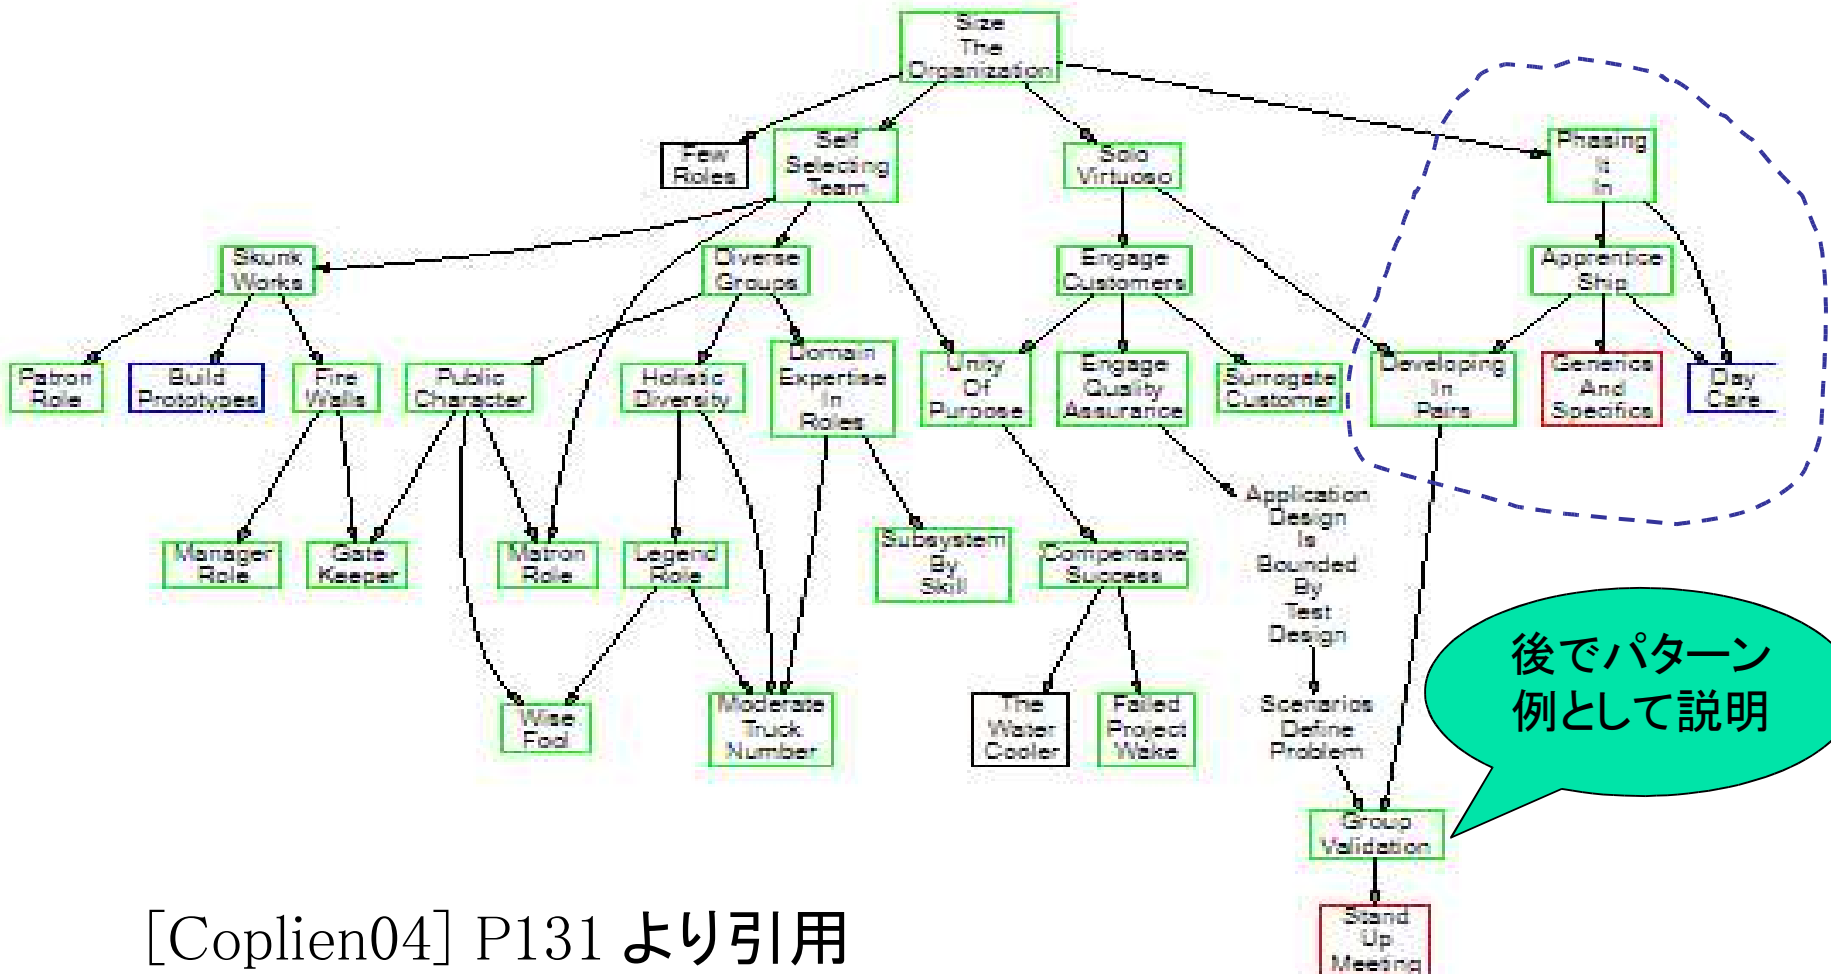 Size
The
Organization
Few
Roles
Self
Selecting
Team
Solo
Virtuoso
Phasing
It
In
Skunk
Works
Diverse
Groups
Engage
Customers
Apprentice
Ship
Patron
Role
Build
Prototypes
Fire
Walls
Public
Character
Holistic
Diversity
Domain
Expertise
In
Roles
Unity
Of
Purpose
Engage
Quality
Assurance
Surrogate
Customer
Developing
In
Pairs
Generics
And
Specifics
Day
Care
Manager
Role
Gate
Keeper
Matron
Role
Legend
Role
Subsystem
By
Skill
Compensate
Success
Application
Design
Is
Bounded
By
Test
Design
Wise
Fool
Moderate
Truck
Number
The
Water
Cooler
Failed
Project
Wake
Scenarios
Define
Problem
後でパターン
例として説明
Group
Validation
Stand
Up
Meeting
[Coplien04] P131 より引用